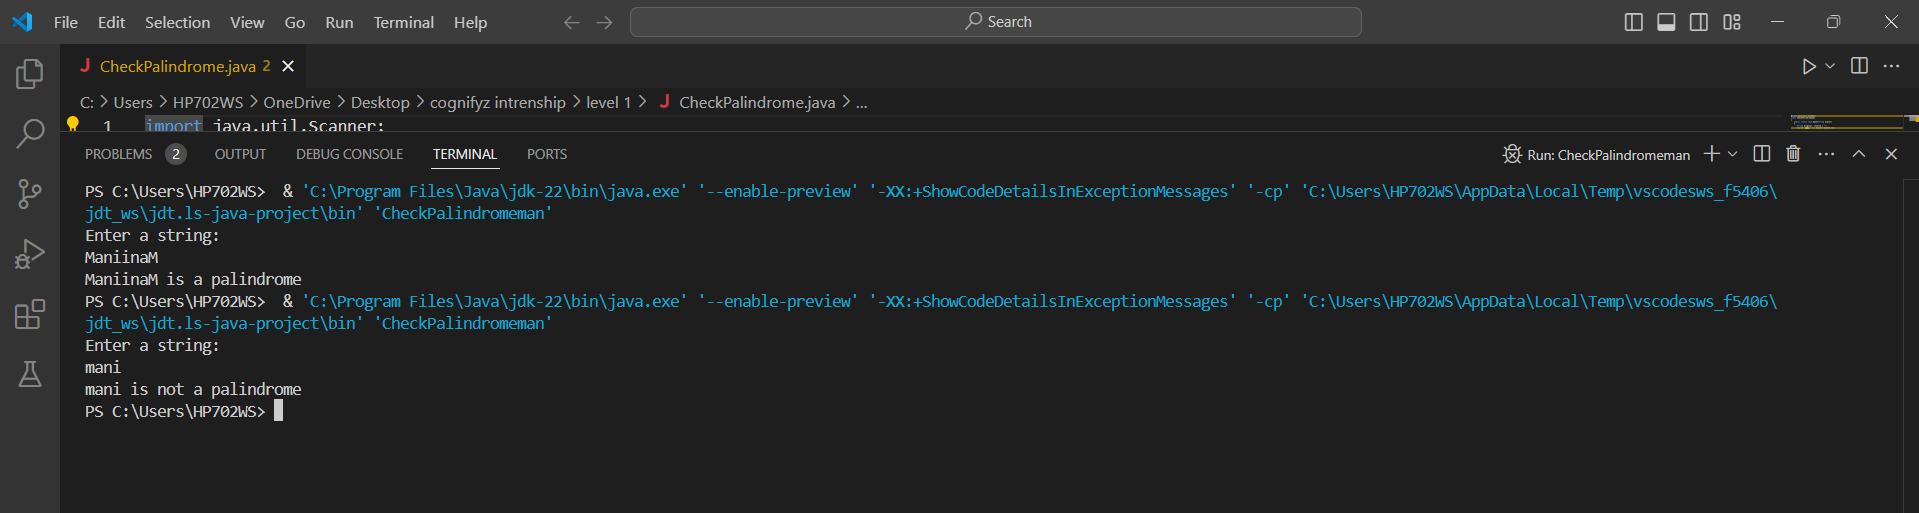 File Edit Selection View Go Run Terminal Help
Search
J CheckPalindrome.java 2
C: > Users > HP702WS > OneDrive > Desktop > cognifyz intrenship > level 1 > J CheckPalindrome.java > ...
1 import java.util.Scanner;
PROBLEMS 2 OUTPUT DEBUG CONSOLE TERMINAL PORTS
Run: CheckPalindromeman
PS C:\Users\HP702WS>  & 'C:\Program Files\Java\jdk-22\bin\java.exe' '--enable-preview' '-XX:+ShowCodeDetailsInExceptionMessages' '-cp' 'C:\Users\HP702WS\AppData\Local\Temp\vscodesws_f5406\
jdt_ws\jdt.ls-java-project\bin' 'CheckPalindromeman'
Enter a string:
ManiinaM
ManiinaM is a palindrome
PS C:\Users\HP702WS>  & 'C:\Program Files\Java\jdk-22\bin\java.exe' '--enable-preview' '-XX:+ShowCodeDetailsInExceptionMessages' '-cp' 'C:\Users\HP702WS\AppData\Local\Temp\vscodesws_f5406\
jdt_ws\jdt.ls-java-project\bin' 'CheckPalindromeman'
Enter a string:
mani
mani is not a palindrome
PS C:\Users\HP702WS>